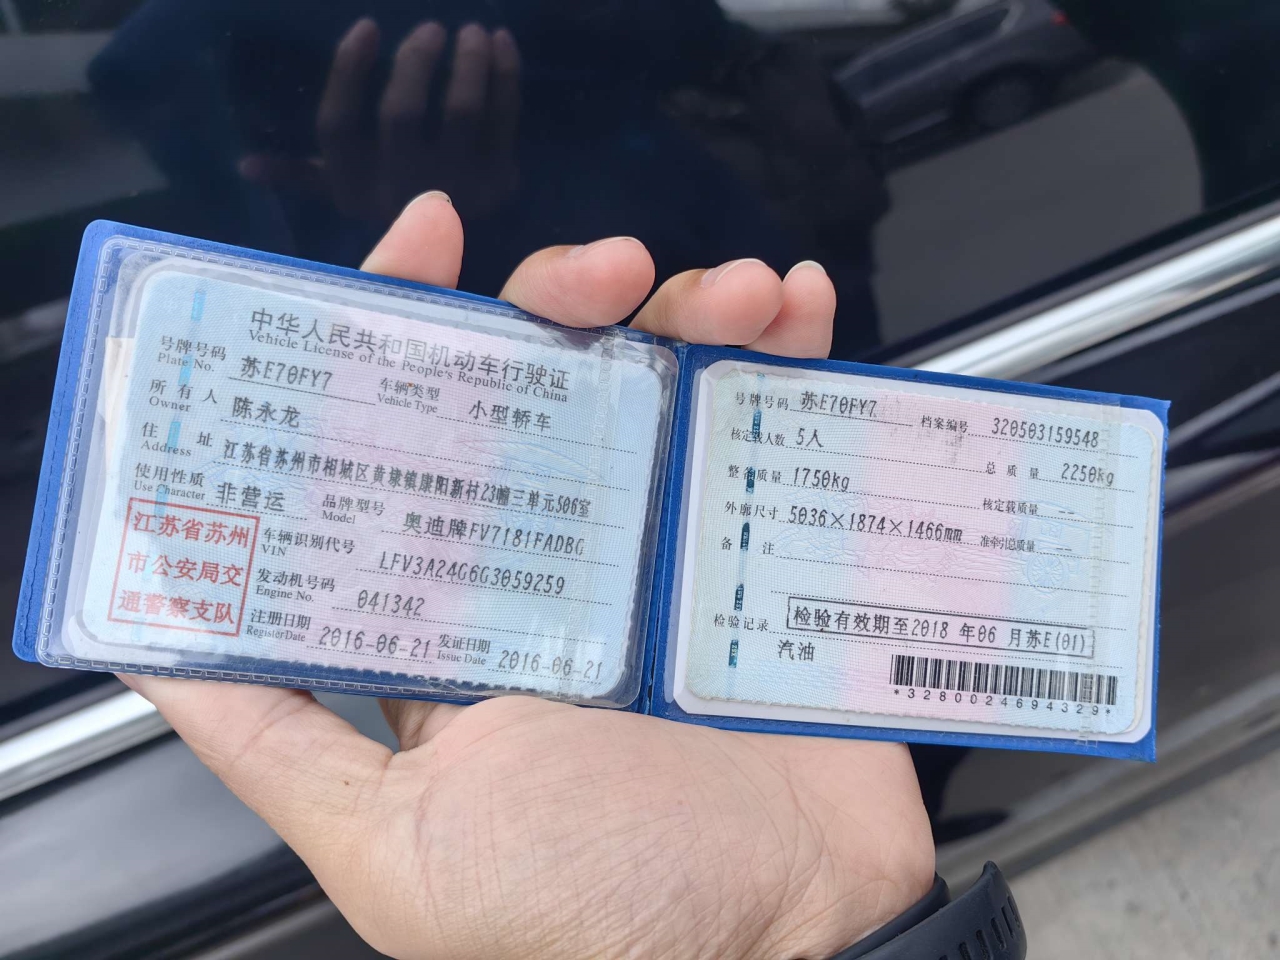 中华人民共和国机动车行驶证
Vehicle License of the People's Republic of China
号牌号码 苏E70FY7 车辆类型 小型轿车
Plate No. Vehicle Type
所有人 陈永龙
Owner
住址 江苏省苏州市相城区黄埭镇康阳新村23幢三单元506室
Address
使用性质 非营运 品牌型号 奥迪牌FV7181FADBG
Use Character Model
江苏省苏州
市公安局交
通警察支队
车辆识别代号 LFV3A24G6G3059259
VIN
发动机号码 041342
Engine No.
注册日期 2016-06-21 发证日期 2016-06-21
Register Date Issue Date
号牌号码 苏E70FY7 档案编号 320503159548
核定载人数 5人 总质量 2250kg
整备质量 1750kg 核定载质量 --
外廓尺寸 5036×1874×1466mm 准牵引总质量 --
备注
检验记录 检验有效期至2018年06月苏E(01)
汽油
*3280024694329*